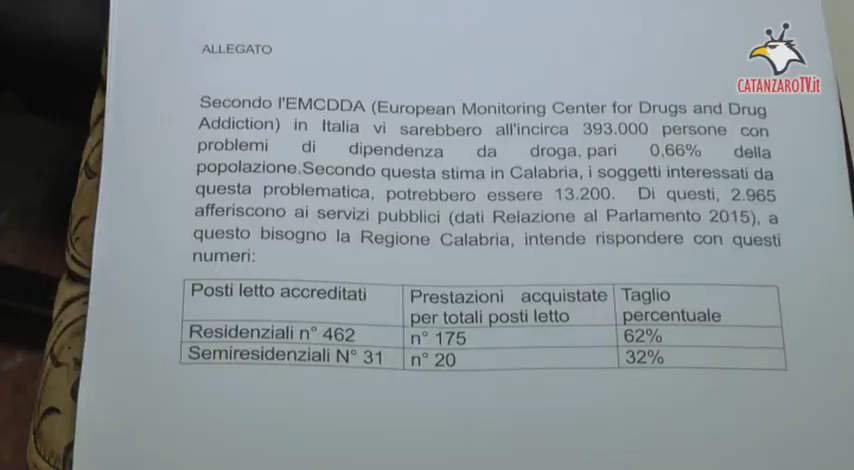 CATANZAROTV.it
ALLEGATO
Secondo l'EMCDDA (European Monitoring Center for Drugs and Drug
Addiction) in Italia vi sarebbero all'incirca 393.000 persone con
problemi di dipendenza da droga, pari 0,66% della
popolazione.Secondo questa stima in Calabria, i soggetti interessati da
questa problematica, potrebbero essere 13.200. Di questi, 2.965
afferiscono ai servizi pubblici (dati Relazione al Parlamento 2015), a
questo bisogno la Regione Calabria, intende rispondere con questi
numeri:
Posti letto accreditati Prestazioni acquistate per totali posti letto Taglio percentuale
Residenziali n° 462 n° 175 62%
Semiresidenziali N° 31 n° 20 32%